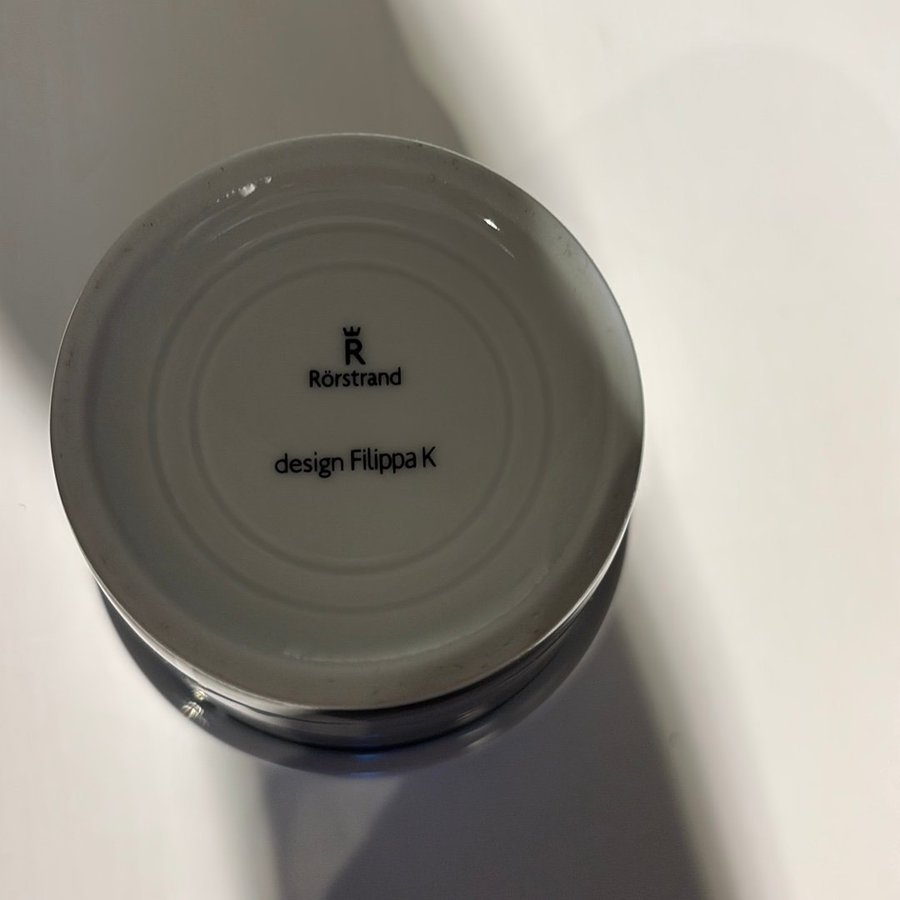 R
Rörstrand
design Filippa K